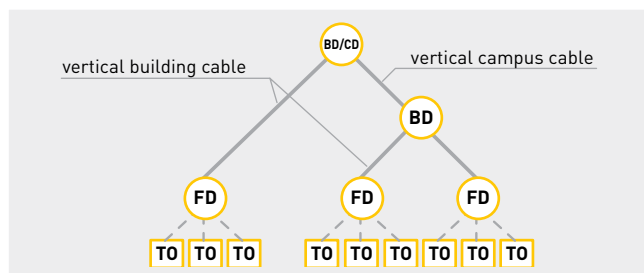 BD/CD
vertical building cable
vertical campus cable
BD
FD
FD
FD
TO TO TO TO TO TO TO TO TO